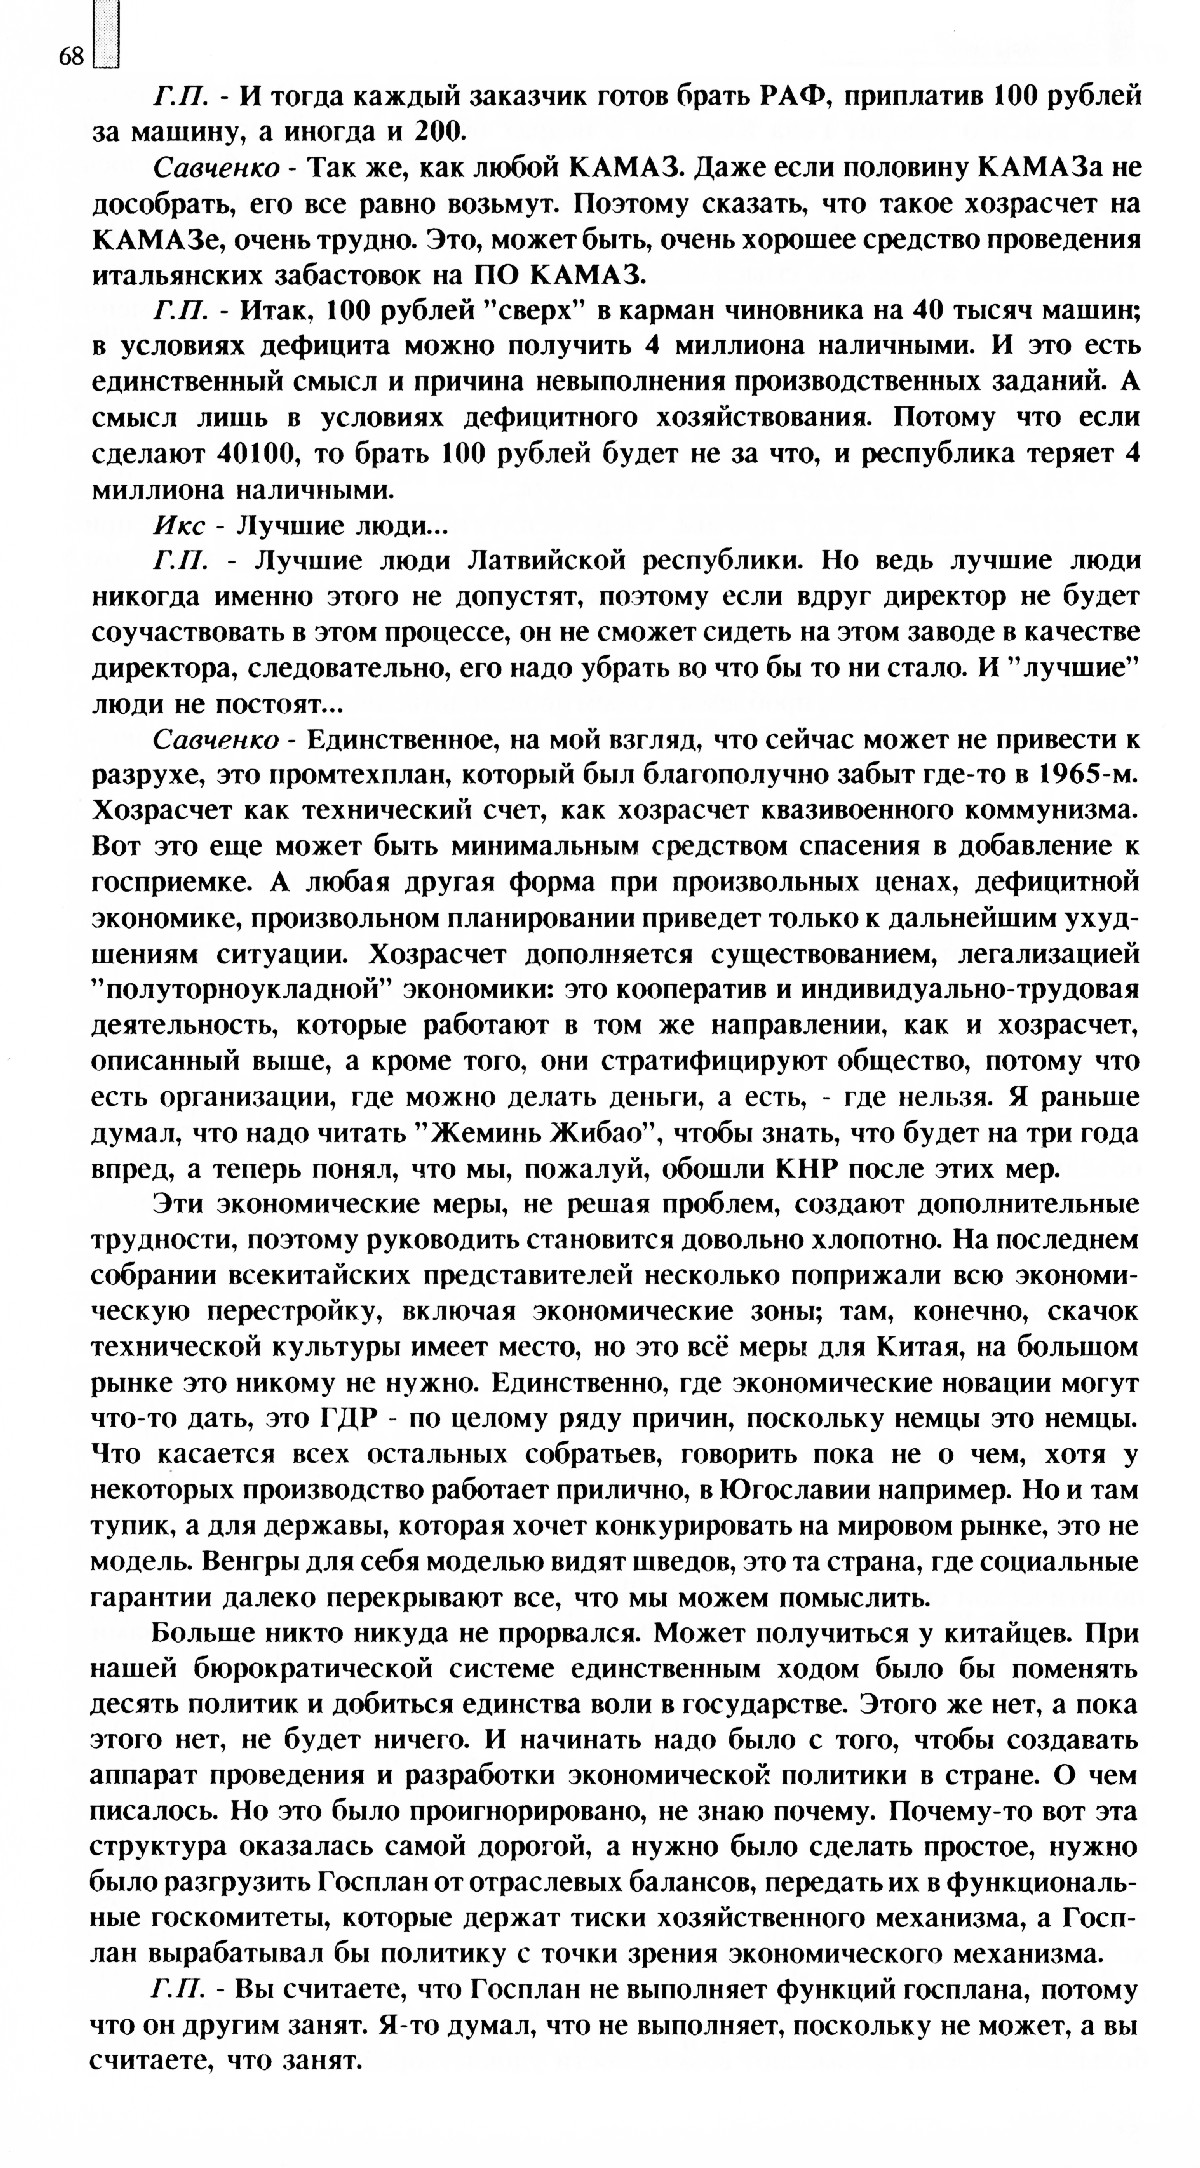 68
Г.П. - И тогда каждый заказчик готов брать РАФ, приплатив 100 рублей
за машину, а иногда и 200.
Савченко - Так же, как любой КАМАЗ. Даже если половину КАМАЗа не
дособрать, его все равно возьмут. Поэтому сказать, что такое хозрасчет на
КАМАЗе, очень трудно. Это, может быть, очень хорошее средство проведения
итальянских забастовок на ПО КАМАЗ.
Г.П. - Итак, 100 рублей "сверх" в карман чиновника на 40 тысяч машин;
в условиях дефицита можно получить 4 миллиона наличными. И это есть
единственный смысл и причина невыполнения производственных заданий. А
смысл лишь в условиях дефицитного хозяйствования. Потому что если
сделают 40100, то брать 100 рублей будет не за что, и республика теряет 4
миллиона наличными.
Икс - Лучшие люди...
Г.П. - Лучшие люди Латвийской республики. Но ведь лучшие люди
никогда именно этого не допустят, поэтому если вдруг директор не будет
соучаствовать в этом процессе, он не сможет сидеть на этом заводе в качестве
директора, следовательно, его надо убрать во что бы то ни стало. И "лучшие"
люди не постоят...
Савченко - Единственное, на мой взгляд, что сейчас может не привести к
разрухе, это промтехплан, который был благополучно забыт где-то в 1965-м.
Хозрасчет как технический счет, как хозрасчет квазивоенного коммунизма.
Вот это еще может быть минимальным средством спасения в добавление к
госприемке. А любая другая форма при произвольных ценах, дефицитной
экономике, произвольном планировании приведет только к дальнейшим ухуд-
шениям ситуации. Хозрасчет дополняется существованием, легализацией
"полуторноукладной" экономики: это кооператив и индивидуально-трудовая
деятельность, которые работают в том же направлении, как и хозрасчет,
описанный выше, а кроме того, они стратифицируют общество, потому что
есть организации, где можно делать деньги, а есть, - где нельзя. Я раньше
думал, что надо читать "Жеминь Жибао", чтобы знать, что будет на три года
впред, а теперь понял, что мы, пожалуй, обошли КНР после этих мер.
Эти экономические меры, не решая проблем, создают дополнительные
трудности, поэтому руководить становится довольно хлопотно. На последнем
собрании всекитайских представителей несколько поприжали всю экономи-
ческую перестройку, включая экономические зоны; там, конечно, скачок
технической культуры имеет место, но это всё меры для Китая, на большом
рынке это никому не нужно. Единственно, где экономические новации могут
что-то дать, это ГДР - по целому ряду причин, поскольку немцы это немцы.
Что касается всех остальных собратьев, говорить пока не о чем, хотя у
некоторых производство работает прилично, в Югославии например. Но и там
тупик, а для державы, которая хочет конкурировать на мировом рынке, это не
модель. Венгры для себя моделью видят шведов, это та страна, где социальные
гарантии далеко перекрывают все, что мы можем помыслить.
Больше никто никуда не прорвался. Может получиться у китайцев. При
нашей бюрократической системе единственным ходом было бы поменять
десять политик и добиться единства воли в государстве. Этого же нет, а пока
этого нет, не будет ничего. И начинать надо было с того, чтобы создавать
аппарат проведения и разработки экономической политики в стране. О чем
писалось. Но это было проигнорировано, не знаю почему. Почему-то вот эта
структура оказалась самой дорогой, а нужно было сделать простое, нужно
было разгрузить Госплан от отраслевых балансов, передать их в функциональ-
ные госкомитеты, которые держат тиски хозяйственного механизма, а Госп-
лан вырабатывал бы политику с точки зрения экономического механизма.
Г.П. - Вы считаете, что Госплан не выполняет функций госплана, потому
что он другим занят. Я-то думал, что не выполняет, поскольку не может, а вы
считаете, что занят.